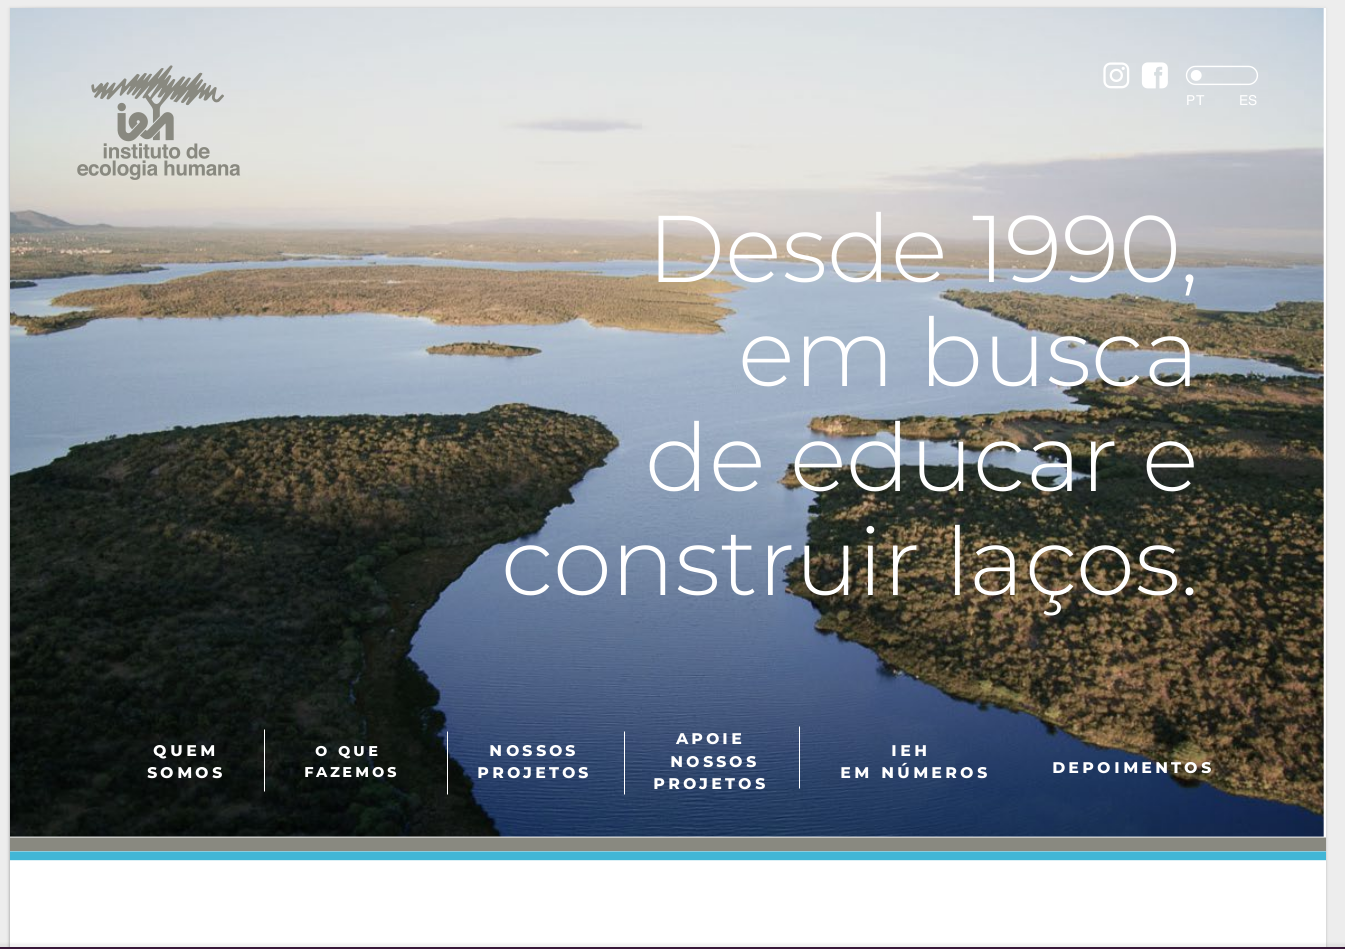 ieh
instituto de
ecologia humana
PT ES
Desde 1990,
em busca
de educar e
construir laços.
QUEM
SOMOS
O QUE
FAZEMOS
NOSSOS
PROJETOS
APOIE
NOSSOS
PROJETOS
IEH
EM NÚMEROS
DEPOIMENTOS